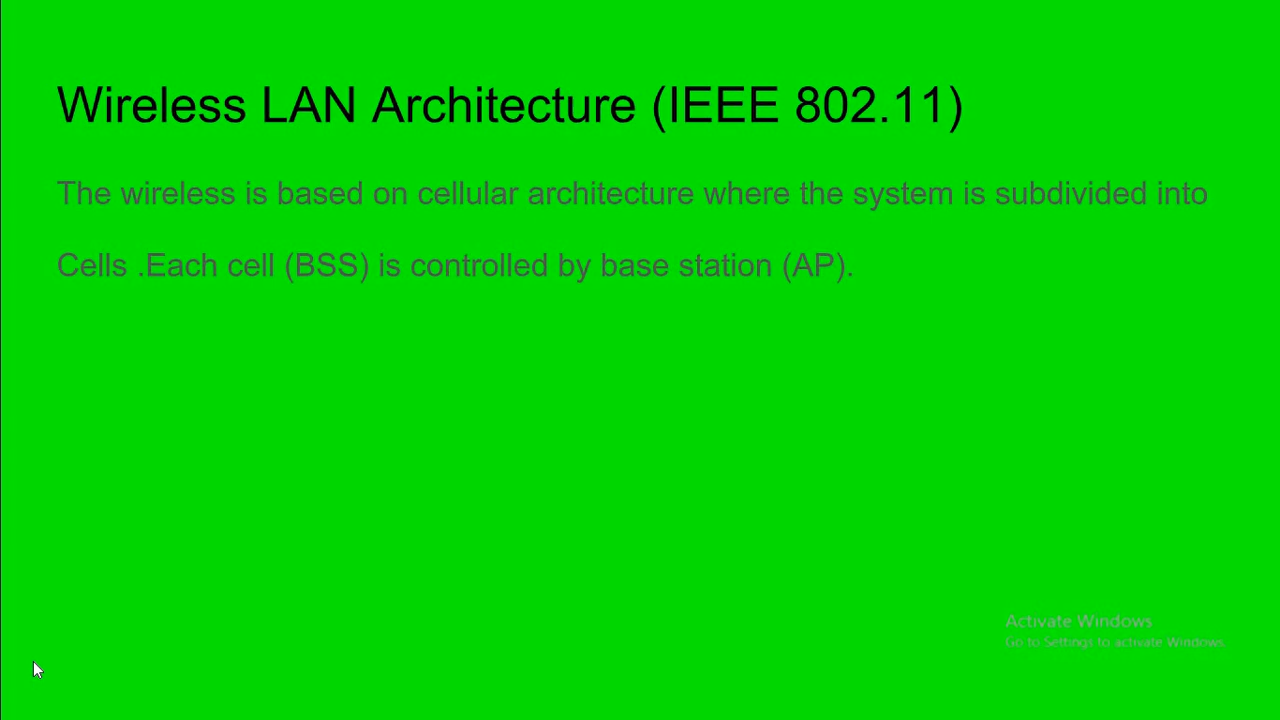 Wireless LAN Architecture (IEEE 802.11)
The wireless is based on cellular architecture where the system is subdivided into
Cells .Each cell (BSS) is controlled by base station (AP).
Activate Windows
Go to Settings to activate Windows.